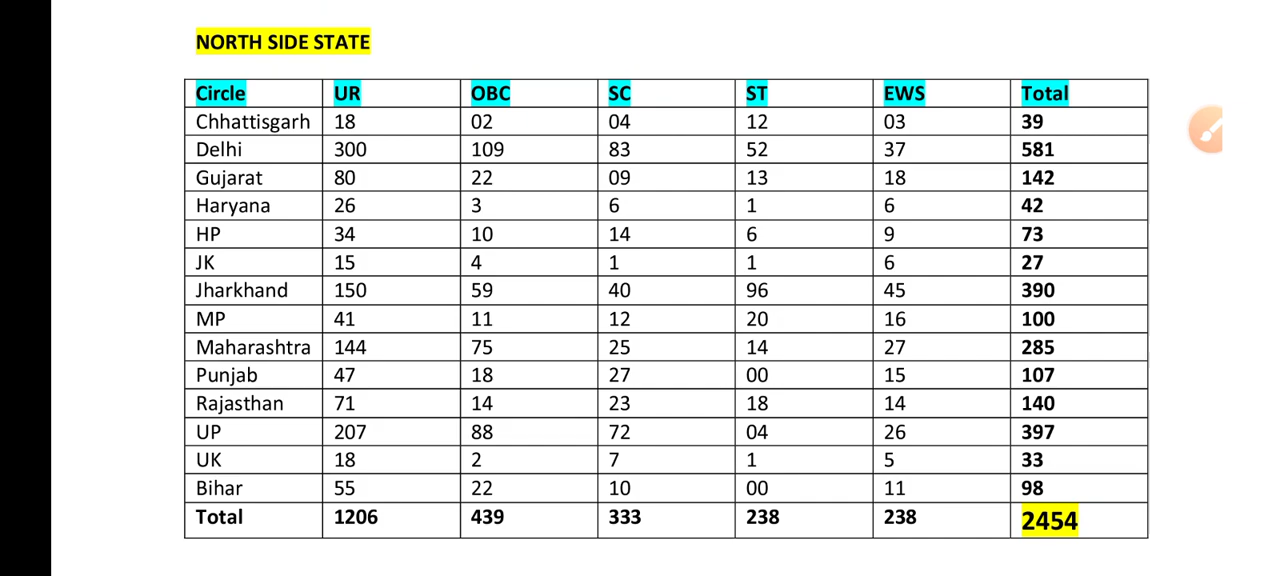 NORTH SIDE STATE
Circle UR OBC SC ST EWS Total
Chhattisgarh 18 02 04 12 03 39
Delhi 300 109 83 52 37 581
Gujarat 80 22 09 13 18 142
Haryana 26 3 6 1 6 42
HP 34 10 14 6 9 73
JK 15 4 1 1 6 27
Jharkhand 150 59 40 96 45 390
MP 41 11 12 20 16 100
Maharashtra 144 75 25 14 27 285
Punjab 47 18 27 00 15 107
Rajasthan 71 14 23 18 14 140
UP 207 88 72 04 26 397
UK 18 2 7 1 5 33
Bihar 55 22 10 00 11 98
Total 1206 439 333 238 238 2454